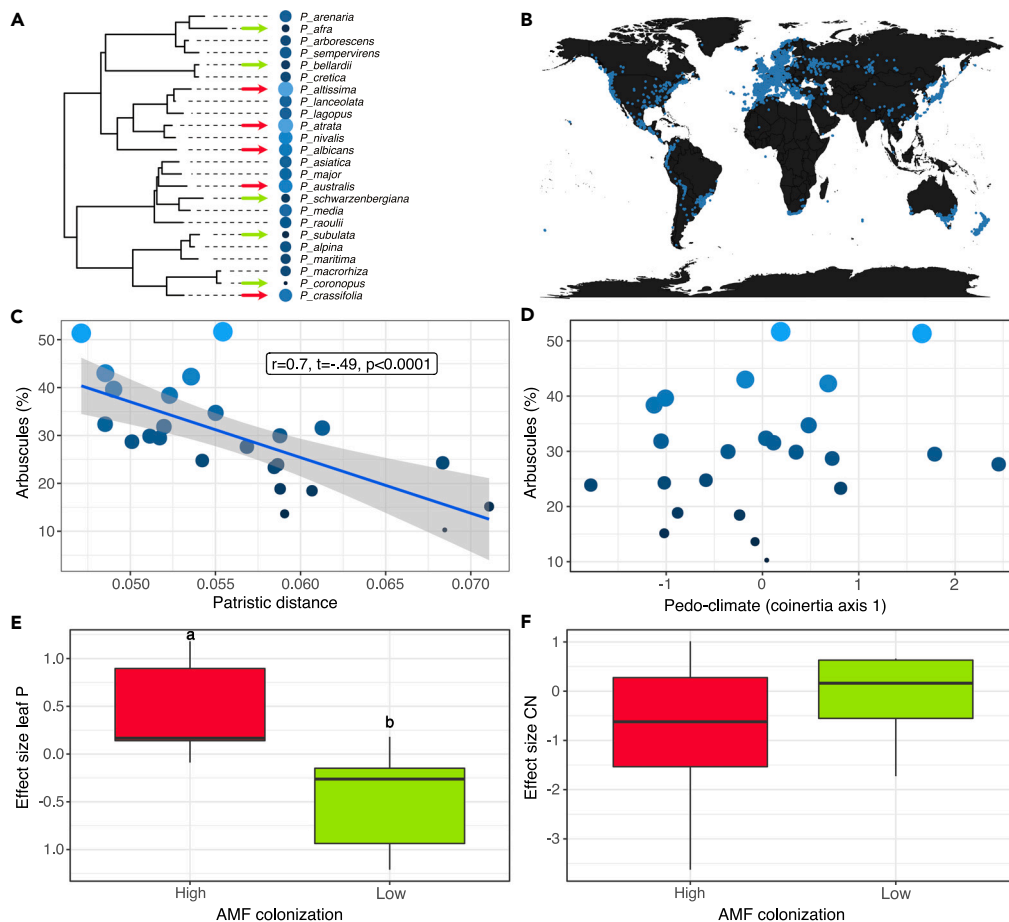 A
P_arenaria
P_afra
P_arborescens
P_sempervirens
P_bellardii
P_cretica
P_altissima
P_lanceolata
P_lagopus
P_atrata
P_nivalis
P_albicans
P_asiatica
P_major
P_australis
P_schwarzenbergiana
P_media
P_raoulii
P_subulata
P_alpina
P_maritima
P_macrorhiza
P_coronopus
P_crassifolia
B
C
50
40
30
20
10
Arbuscules (%)
r=0.7, t=-.49, p<0.0001
0.050
0.055
0.060
0.065
0.070
Patristic distance
D
50
40
30
20
10
Arbuscules (%)
-1
0
1
2
Pedo-climate (coinertia axis 1)
E
1.0
0.5
0.0
-0.5
1.0
Effect size leaf P
a
b
High
Low
AMF colonization
F
1
0
-1
-2
-3
Effect size CN
High
Low
AMF colonization